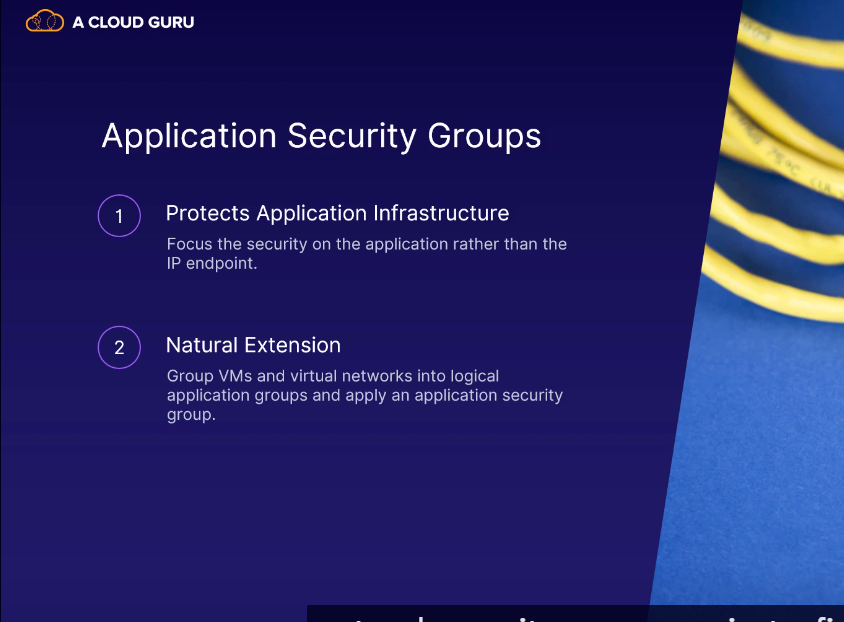 A CLOUD GURU
Application Security Groups
1
Protects Application Infrastructure
Focus the security on the application rather than the
IP endpoint.
2
Natural Extension
Group VMs and virtual networks into logical
application groups and apply an application security
group.